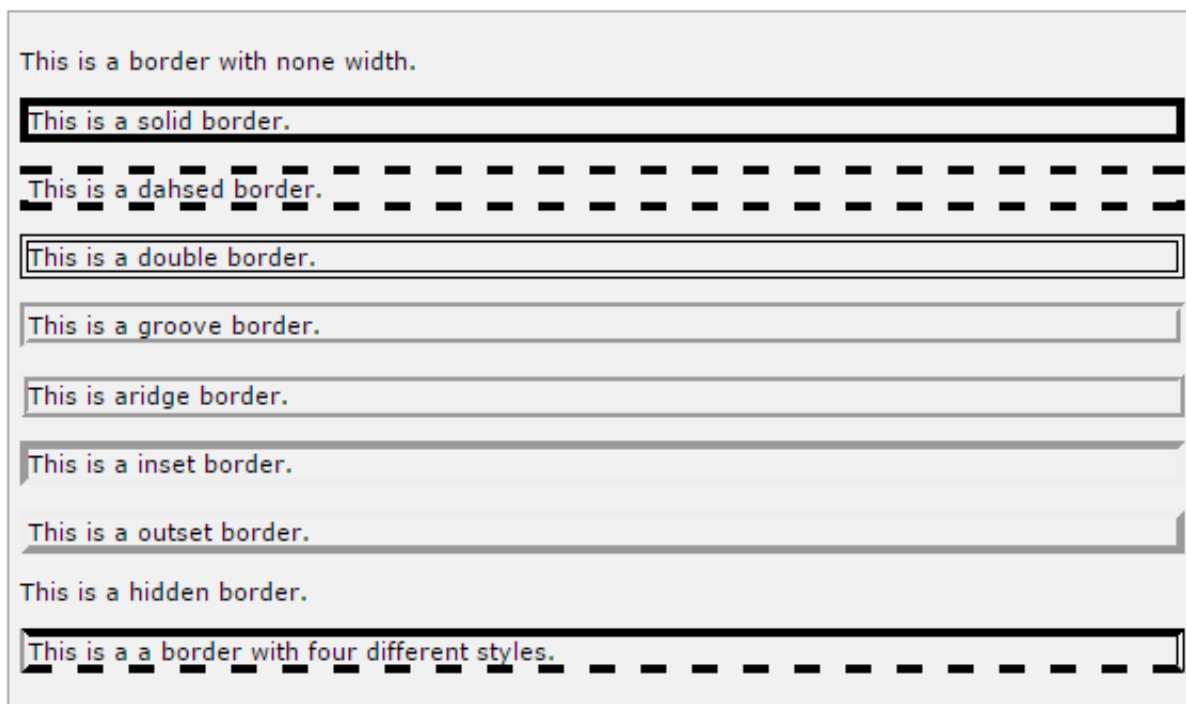 This is a border with none width.
This is a solid border.
This is a dahsed border.
This is a double border.
This is a groove border.
This is aridge border.
This is a inset border.
This is a outset border.
This is a hidden border.
This is a a border with four different styles.